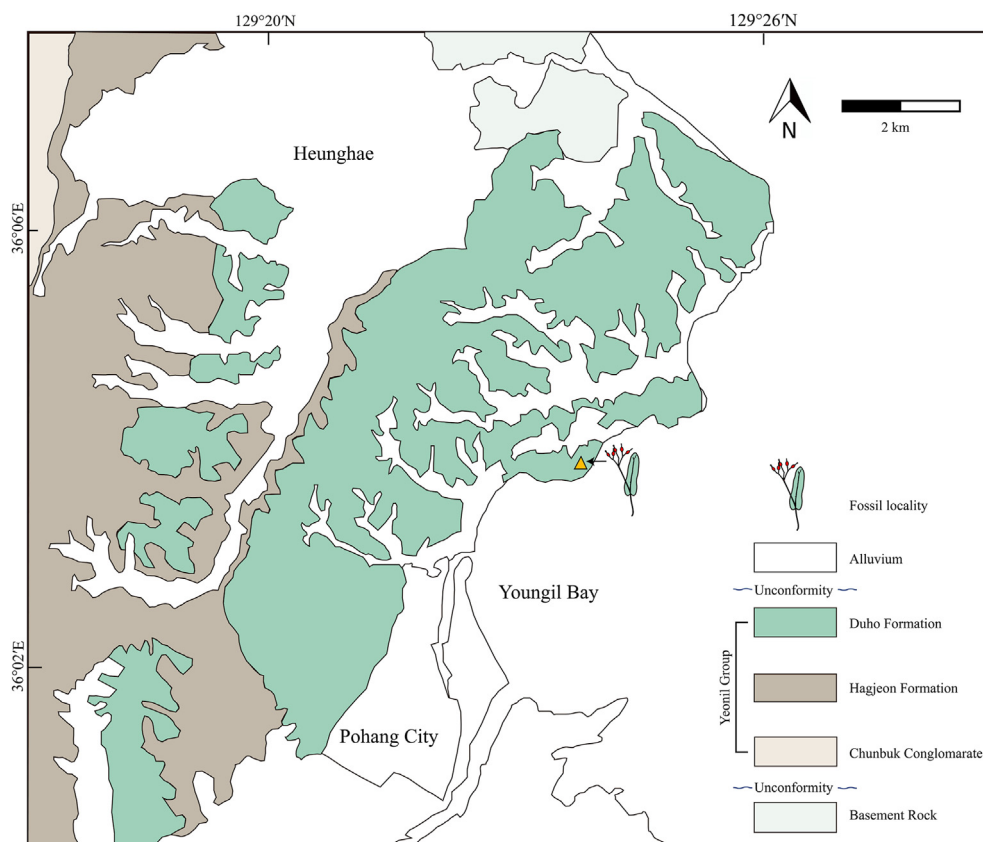 129°20′N
129°26′N
N
2 km
Heunghae
36°06′E
Fossil locality
Alluvium
Unconformity
Youngil Bay
Duho Formation
36°02′E
Yeonil Group
Hagjeon Formation
Pohang City
Chunbuk Conglomarate
Unconformity
Basement Rock